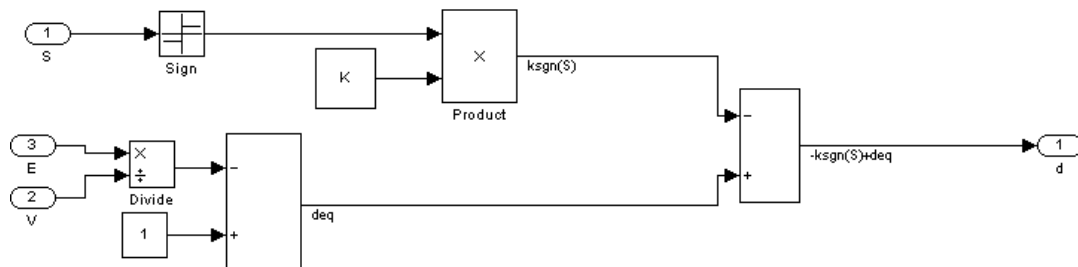 1
S
Sign
K
×
Product
ksgn(S)
3
E
2
V
×
÷
Divide
1
−
+
deq
−
+
-ksgn(S)+deq
1
d